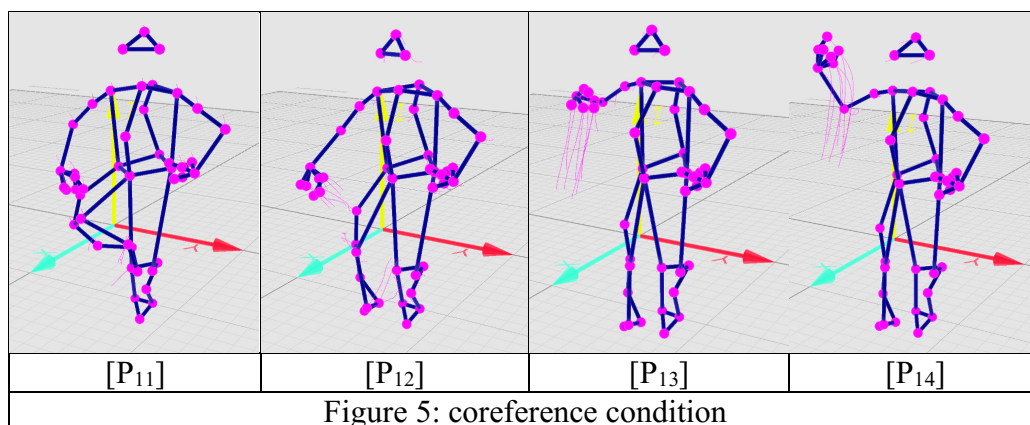 [P₁₁] [P₁₂] [P₁₃] [P₁₄]
Figure 5: coreference condition